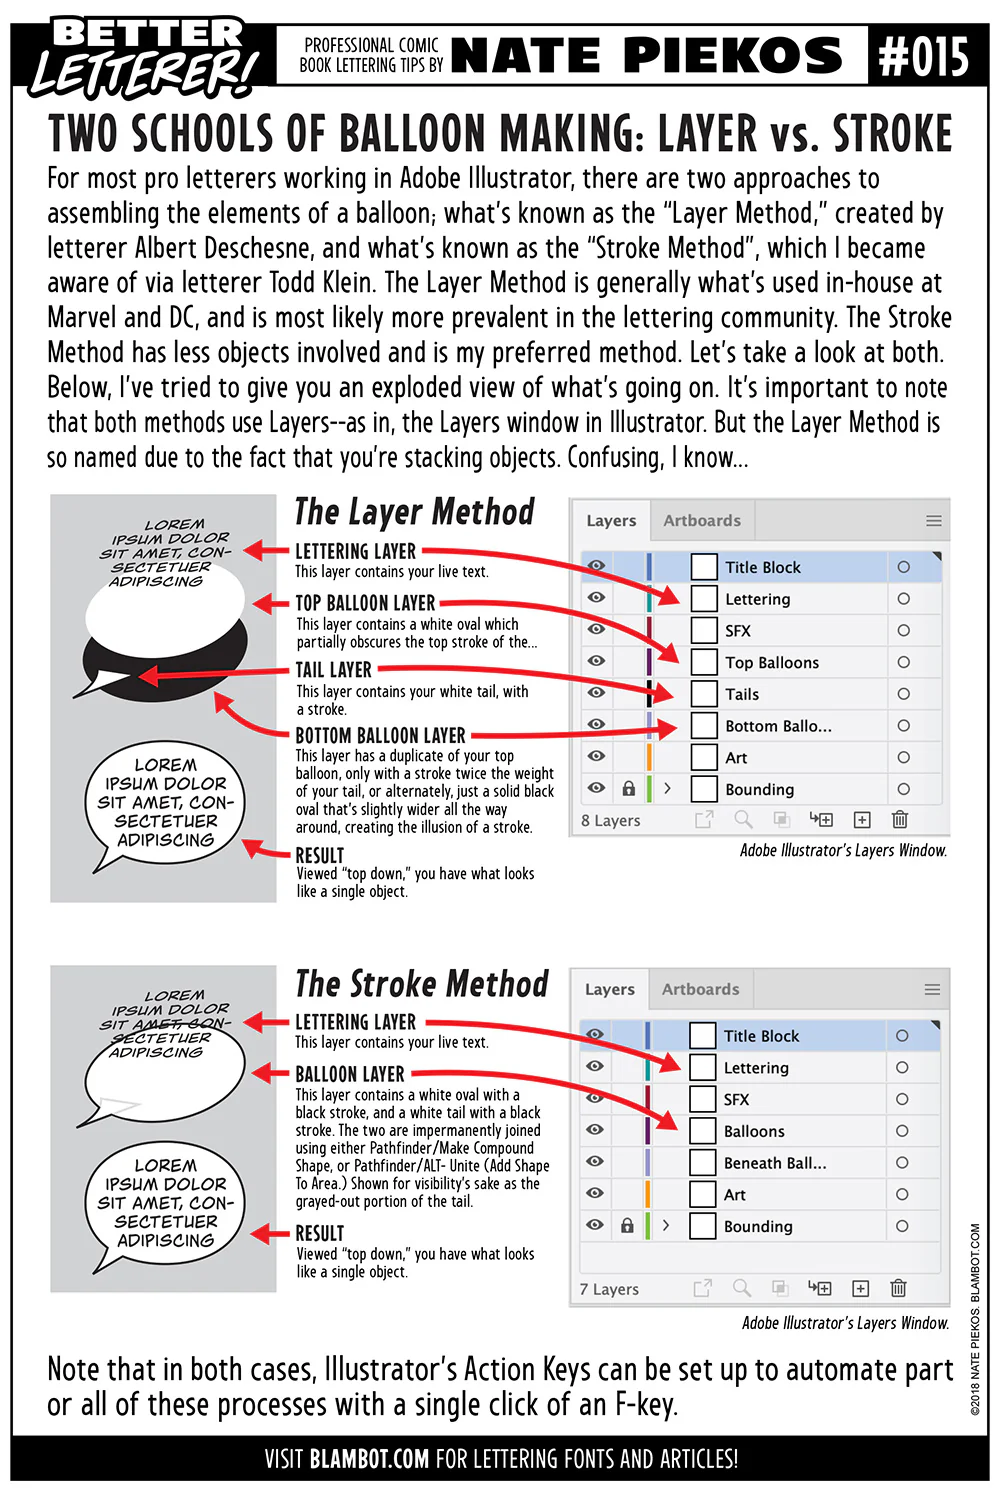 BETTER
LETTERER!
PROFESSIONAL COMIC
BOOK LETTERING TIPS BY
NATE PIEKOS
#015
TWO SCHOOLS OF BALLOON MAKING: LAYER vs. STROKE
For most pro letterers working in Adobe Illustrator, there are two approaches to
assembling the elements of a balloon; what's known as the "Layer Method," created by
letterer Albert Deschesne, and what's known as the "Stroke Method", which I became
aware of via letterer Todd Klein. The Layer Method is generally what's used in-house at
Marvel and DC, and is most likely more prevalent in the lettering community. The Stroke
Method has less objects involved and is my preferred method. Let's take a look at both.
Below, I've tried to give you an exploded view of what's going on. It's important to note
that both methods use Layers--as in, the Layers window in Illustrator. But the Layer Method is
so named due to the fact that you're stacking objects. Confusing, I know...
LOREM
IPSUM DOLOR
SIT AMET, CON-
SECTETUER
ADIPISCING
LOREM
IPSUM DOLOR
SIT AMET, CON-
SECTETUER
ADIPISCING
The Layer Method
LETTERING LAYER
This layer contains your live text.
TOP BALLOON LAYER
This layer contains a white oval which
partially obscures the top stroke of the...
TAIL LAYER
This layer contains your white tail, with
a stroke.
BOTTOM BALLOON LAYER
This layer has a duplicate of your top
balloon, only with a stroke twice the weight
of your tail, or alternately, just a solid black
oval that's slightly wider all the way
around, creating the illusion of a stroke.
RESULT
Viewed "top down," you have what looks
like a single object.
Layers
Artboards
Title Block
Lettering
SFX
Top Balloons
Tails
Bottom Ballo...
Art
Bounding
8 Layers
Adobe Illustrator's Layers Window.
LOREM
IPSUM DOLOR
SIT AMET, CON-
SECTETUER
ADIPISCING
LOREM
IPSUM DOLOR
SIT AMET, CON-
SECTETUER
ADIPISCING
The Stroke Method
LETTERING LAYER
This layer contains your live text.
BALLOON LAYER
This layer contains a white oval with a
black stroke, and a white tail with a black
stroke. The two are impermanently joined
using either Pathfinder/Make Compound
Shape, or Pathfinder/ALT- Unite (Add Shape
To Area.) Shown for visibility's sake as the
grayed-out portion of the tail.
RESULT
Viewed "top down," you have what looks
like a single object.
Layers
Artboards
Title Block
Lettering
SFX
Balloons
Beneath Ball...
Art
Bounding
7 Layers
Adobe Illustrator's Layers Window.
©2018 NATE PIEKOS. BLAMBOT.COM
Note that in both cases, Illustrator's Action Keys can be set up to automate part
or all of these processes with a single click of an F-key.
VISIT BLAMBOT.COM FOR LETTERING FONTS AND ARTICLES!